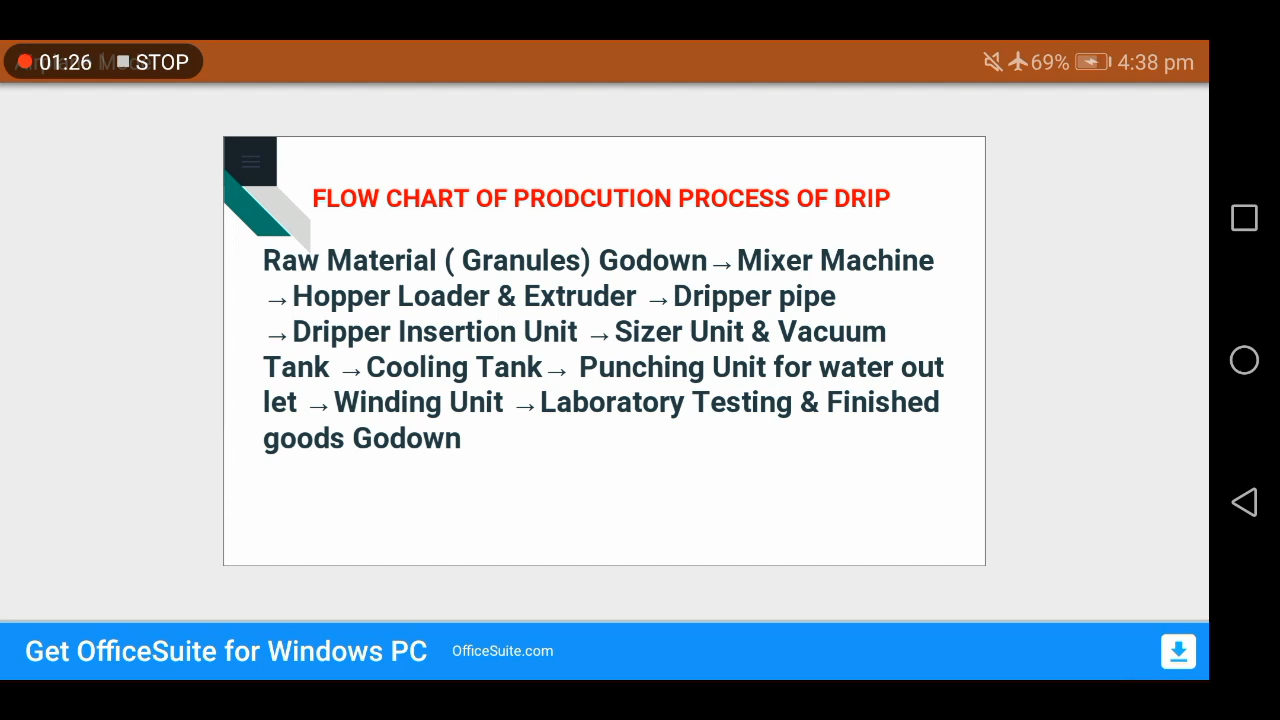 01:26 STOP
69% 4:38 pm
FLOW CHART OF PRODCUTION PROCESS OF DRIP
Raw Material ( Granules) Godown→Mixer Machine
→Hopper Loader & Extruder →Dripper pipe
→Dripper Insertion Unit →Sizer Unit & Vacuum
Tank →Cooling Tank→ Punching Unit for water out
let →Winding Unit →Laboratory Testing & Finished
goods Godown
Get OfficeSuite for Windows PC OfficeSuite.com